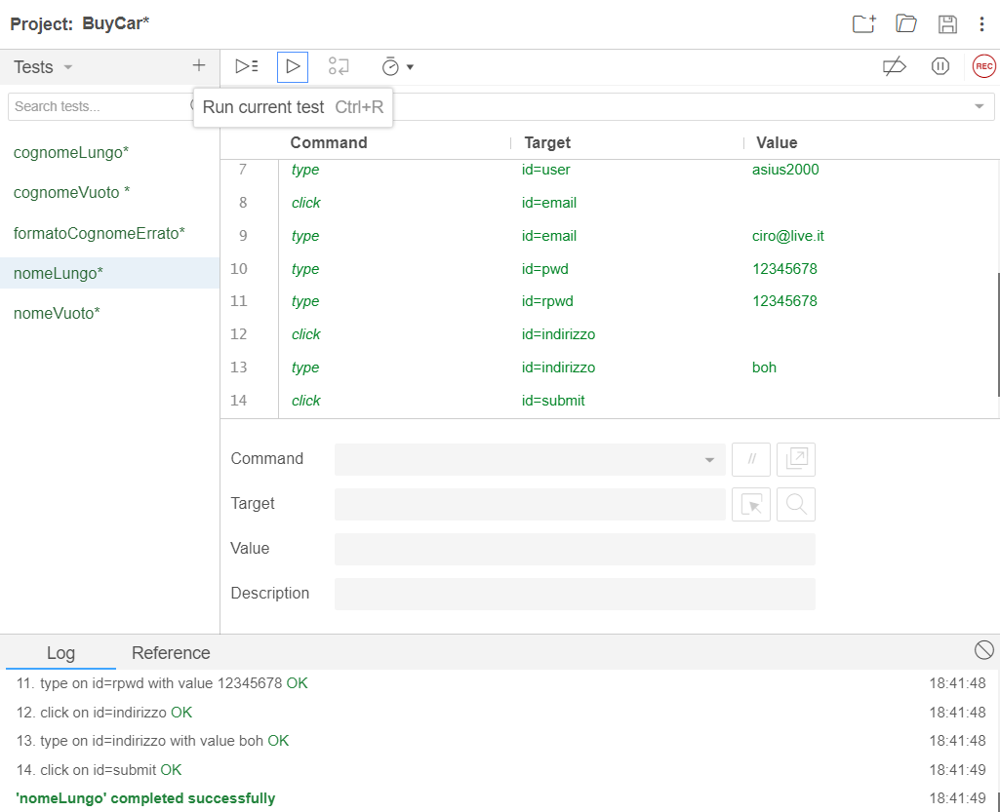 Project: BuyCar*
Tests
REC
Search tests...
Run current test Ctrl+R
cognomeLungo*
cognomeVuoto *
formatoCognomeErrato*
nomeLungo*
nomeVuoto*
Command Target Value
7 type id=user asius2000
8 click id=email
9 type id=email ciro@live.it
10 type id=pwd 12345678
11 type id=rpwd 12345678
12 click id=indirizzo
13 type id=indirizzo boh
14 click id=submit
Command //
Target
Value
Description
Log Reference
11. type on id=rpwd with value 12345678 OK 18:41:48
12. click on id=indirizzo OK 18:41:48
13. type on id=indirizzo with value boh OK 18:41:48
14. click on id=submit OK 18:41:49
'nomeLungo' completed successfully 18:41:49